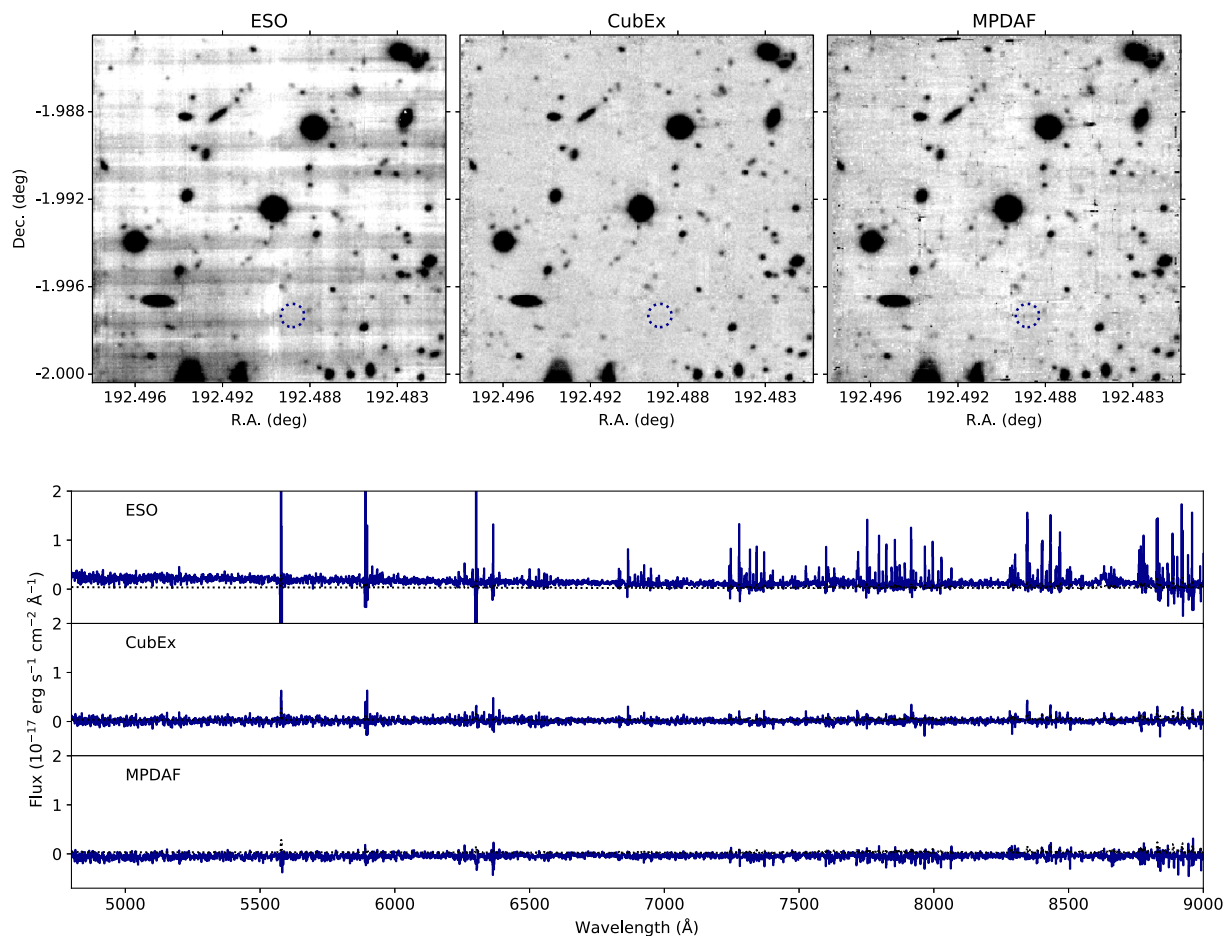 ESO CubEx MPDAF
-1.988
-1.992
-1.996
-2.000
Dec. (deg)
192.496 192.492 192.488 192.483 192.496 192.492 192.488 192.483 192.496 192.492 192.488 192.483
R.A. (deg) R.A. (deg) R.A. (deg)
2
ESO
1
0
2
CubEx
1
0
2
MPDAF
1
0
Flux (10⁻¹⁷ erg s⁻¹ cm⁻² Å⁻¹)
5000 5500 6000 6500 7000 7500 8000 8500 9000
Wavelength (Å)